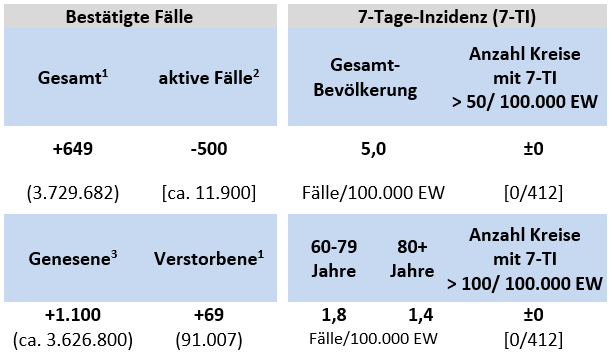 Bestätigte Fälle
Gesamt¹
aktive Fälle²
+649
-500
(3.729.682)
[ca. 11.900]
Genesene³
Verstorbene¹
+1.100
+69
(ca. 3.626.800)
(91.007)
7-Tage-Inzidenz (7-TI)
Gesamt-
Bevölkerung
Anzahl Kreise
mit 7-TI
> 50/ 100.000 EW
5,0
±0
Fälle/100.000 EW
[0/412]
60-79
Jahre
80+
Jahre
Anzahl Kreise
mit 7-TI
> 100/ 100.000 EW
1,8
1,4
±0
Fälle/100.000 EW
[0/412]